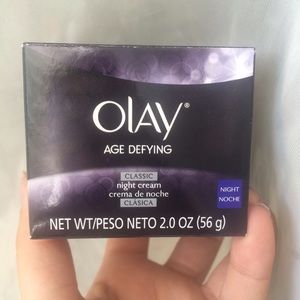 OLAY®
AGE DEFYING
CLASSIC
night cream
crema de noche
CLÁSICA
NIGHT
NOCHE
NET WT/PESO NETO 2.0 OZ (56 g)